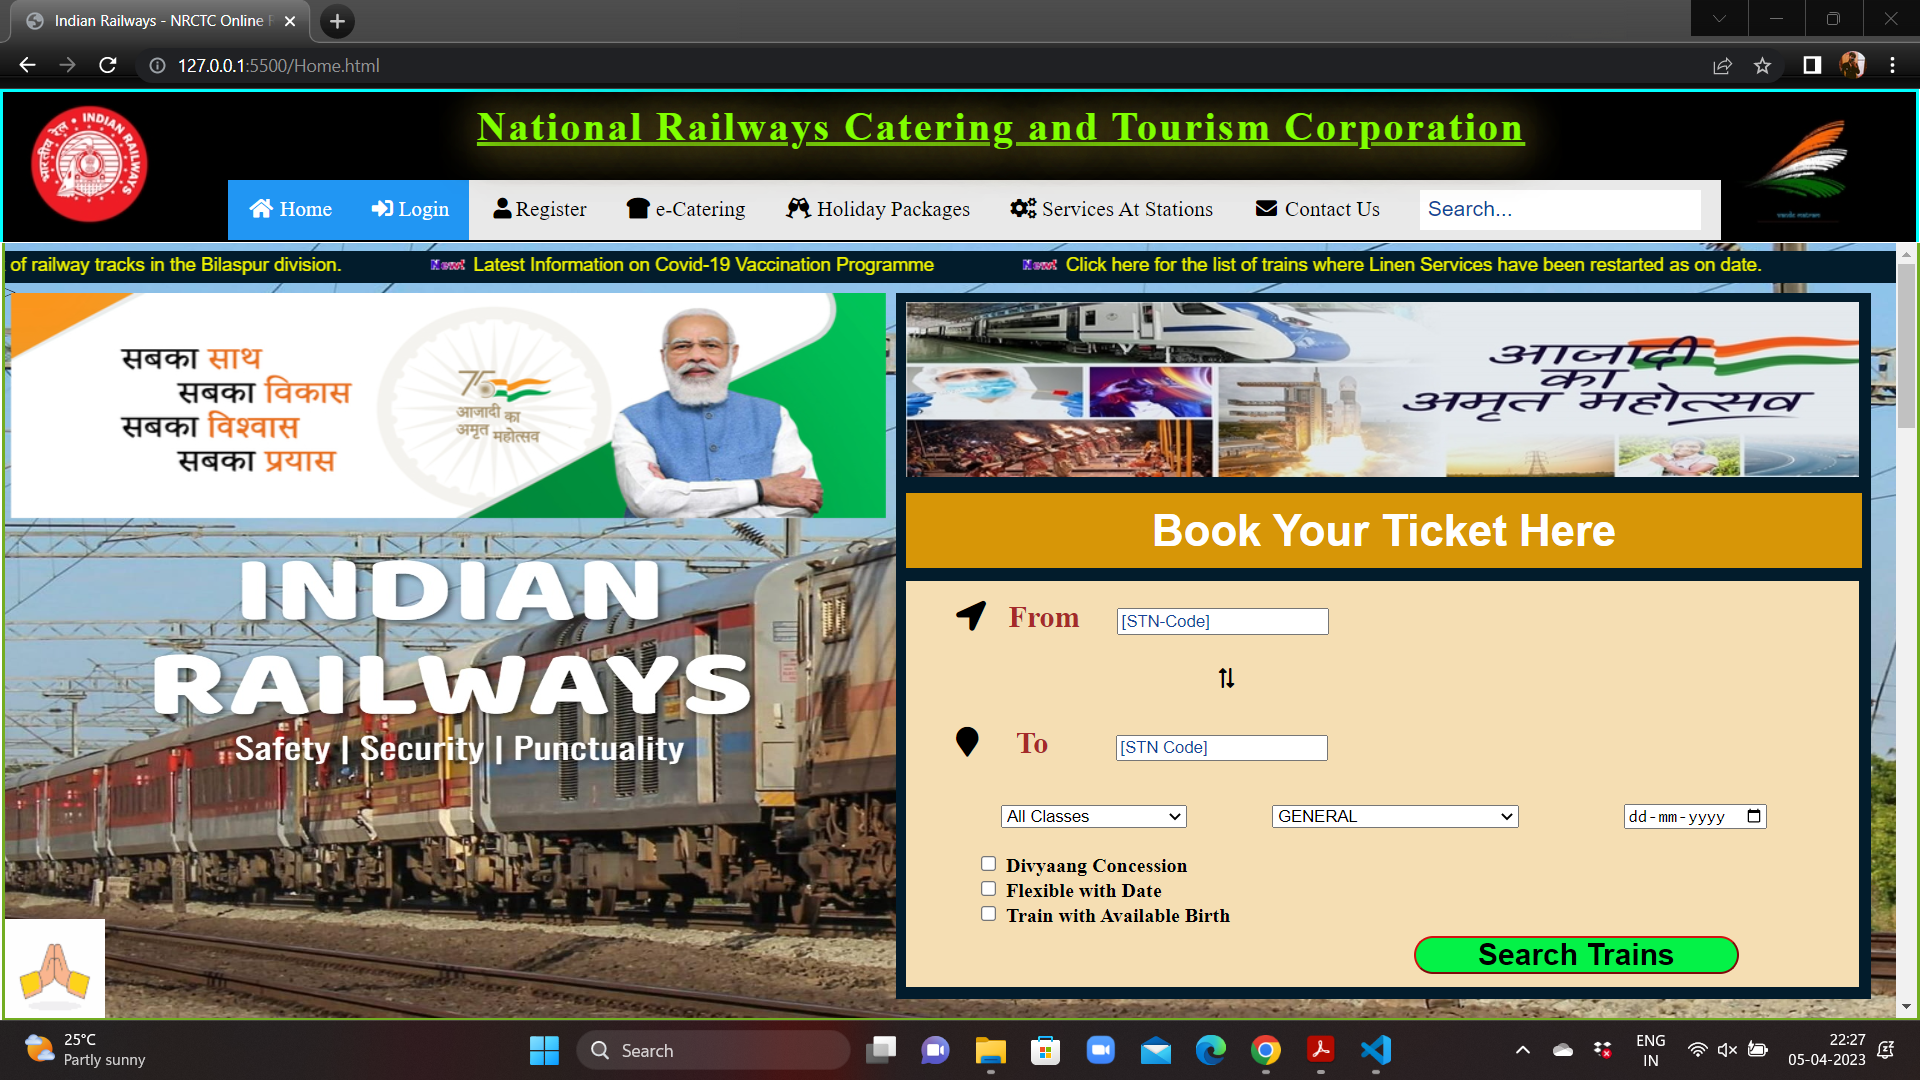 Indian Railways - NRCTC Online
127.0.0.1:5500/Home.html
INDIAN RAILWAYS
भारतीय रेल
National Railways Catering and Tourism Corporation
Home Login Register e-Catering Holiday Packages Services At Stations Contact Us Search...
vande matram
of railway tracks in the Bilaspur division. New! Latest Information on Covid-19 Vaccination Programme New! Click here for the list of trains where Linen Services have been restarted as on date.
सबका साथ
सबका विकास
सबका विश्वास
सबका प्रयास
75
आजादी का
अमृत महोत्सव
आजादी
का
अमृत महोत्सव
Book Your Ticket Here
INDIAN
RAILWAYS
Safety | Security | Punctuality
From [STN-Code]
To [STN Code]
All Classes GENERAL dd-mm-yyyy
Divyaang Concession
Flexible with Date
Train with Available Birth
Search Trains
25°C
Partly sunny
Search
ENG
IN
22:27
05-04-2023